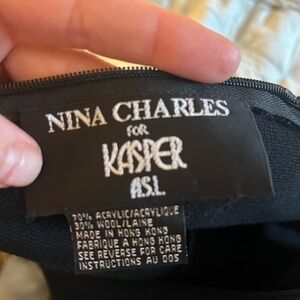 NINA CHARLES
FOR
KASPER
A.S.L.
70% ACRYLIC/ACRYLIQUE
30% WOOL/LAINE
MADE IN HONG KONG
FABRIQUE A HONG KONG
SEE REVERSE FOR CARE
INSTRUCTIONS AU DOS